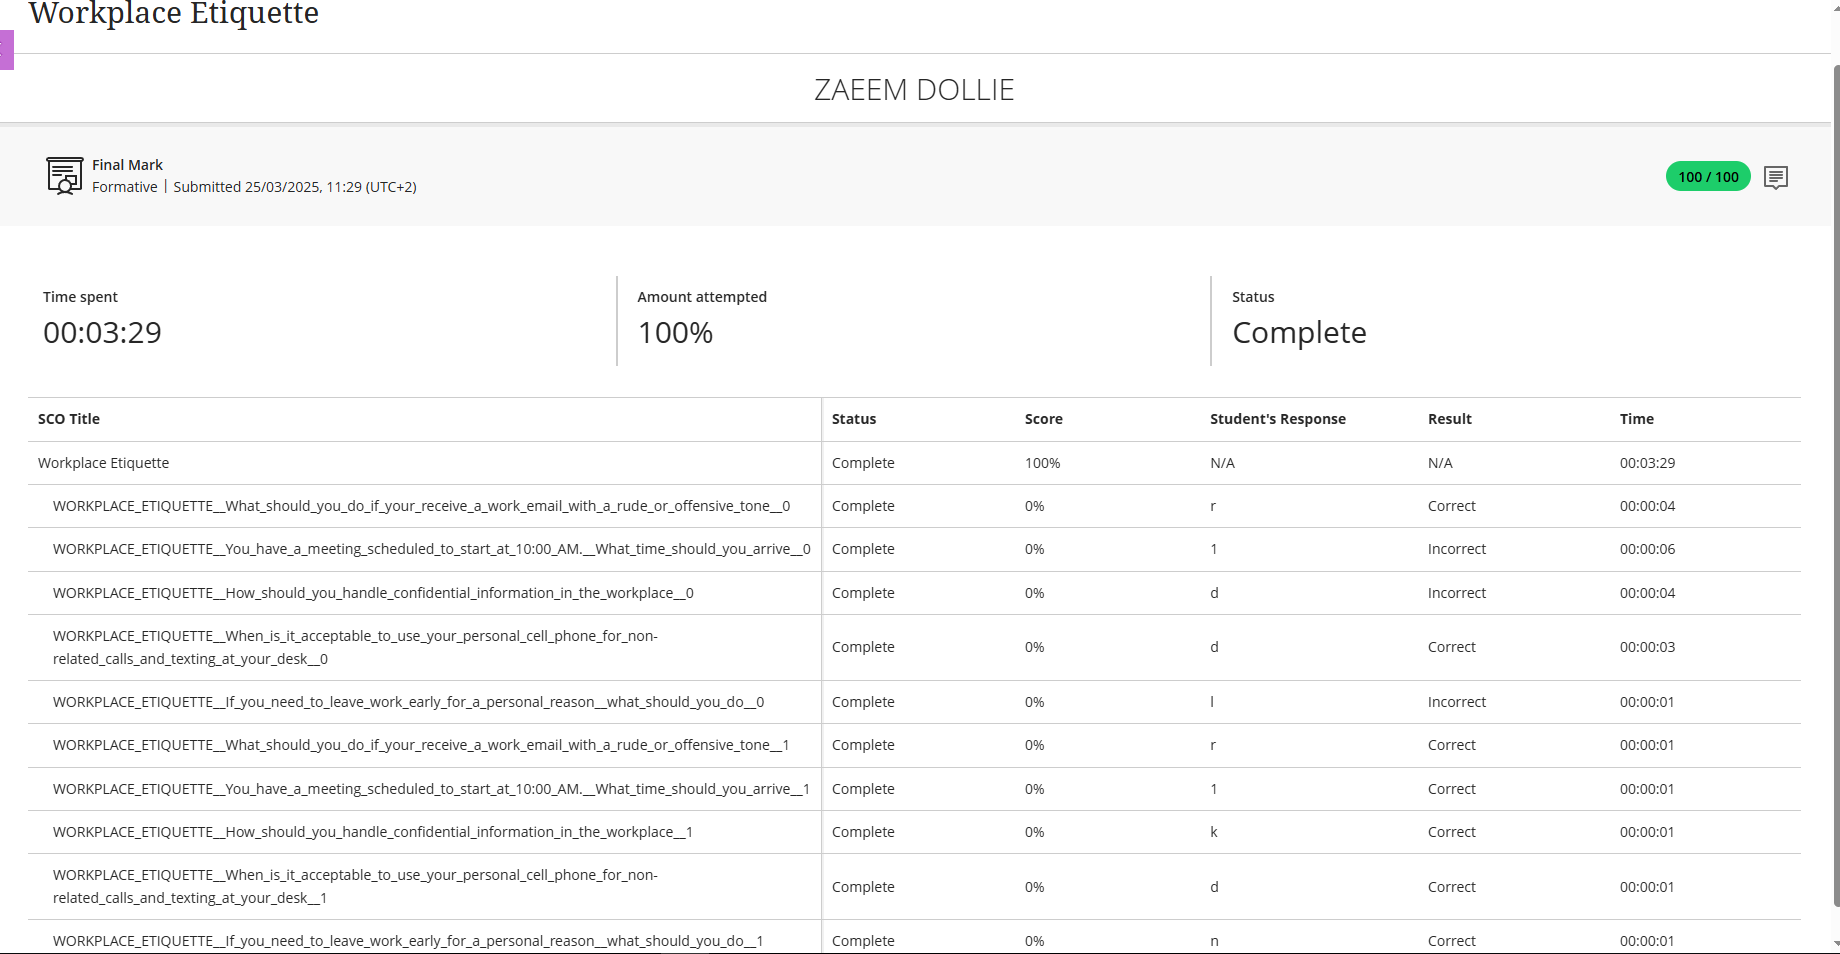 Workplace Etiquette
ZAEEM DOLLIE
Final Mark
Formative | Submitted 25/03/2025, 11:29 (UTC+2)
100 / 100
Time spent
00:03:29
Amount attempted
100%
Status
Complete
SCO Title Status Score Student's Response Result Time
Workplace Etiquette Complete 100% N/A N/A 00:03:29
WORKPLACE_ETIQUETTE__What_should_you_do_if_your_receive_a_work_email_with_a_rude_or_offensive_tone__0 Complete 0% r Correct 00:00:04
WORKPLACE_ETIQUETTE__You_have_a_meeting_scheduled_to_start_at_10:00_AM.__What_time_should_you_arrive__0 Complete 0% 1 Incorrect 00:00:06
WORKPLACE_ETIQUETTE__How_should_you_handle_confidential_information_in_the_workplace__0 Complete 0% d Incorrect 00:00:04
WORKPLACE_ETIQUETTE__When_is_it_acceptable_to_use_your_personal_cell_phone_for_non-
related_calls_and_texting_at_your_desk__0 Complete 0% d Correct 00:00:03
WORKPLACE_ETIQUETTE__If_you_need_to_leave_work_early_for_a_personal_reason__what_should_you_do__0 Complete 0% l Incorrect 00:00:01
WORKPLACE_ETIQUETTE__What_should_you_do_if_your_receive_a_work_email_with_a_rude_or_offensive_tone__1 Complete 0% r Correct 00:00:01
WORKPLACE_ETIQUETTE__You_have_a_meeting_scheduled_to_start_at_10:00_AM.__What_time_should_you_arrive__1 Complete 0% 1 Correct 00:00:01
WORKPLACE_ETIQUETTE__How_should_you_handle_confidential_information_in_the_workplace__1 Complete 0% k Correct 00:00:01
WORKPLACE_ETIQUETTE__When_is_it_acceptable_to_use_your_personal_cell_phone_for_non-
related_calls_and_texting_at_your_desk__1 Complete 0% d Correct 00:00:01
WORKPLACE_ETIQUETTE__If_you_need_to_leave_work_early_for_a_personal_reason__what_should_you_do__1 Complete 0% n Correct 00:00:01